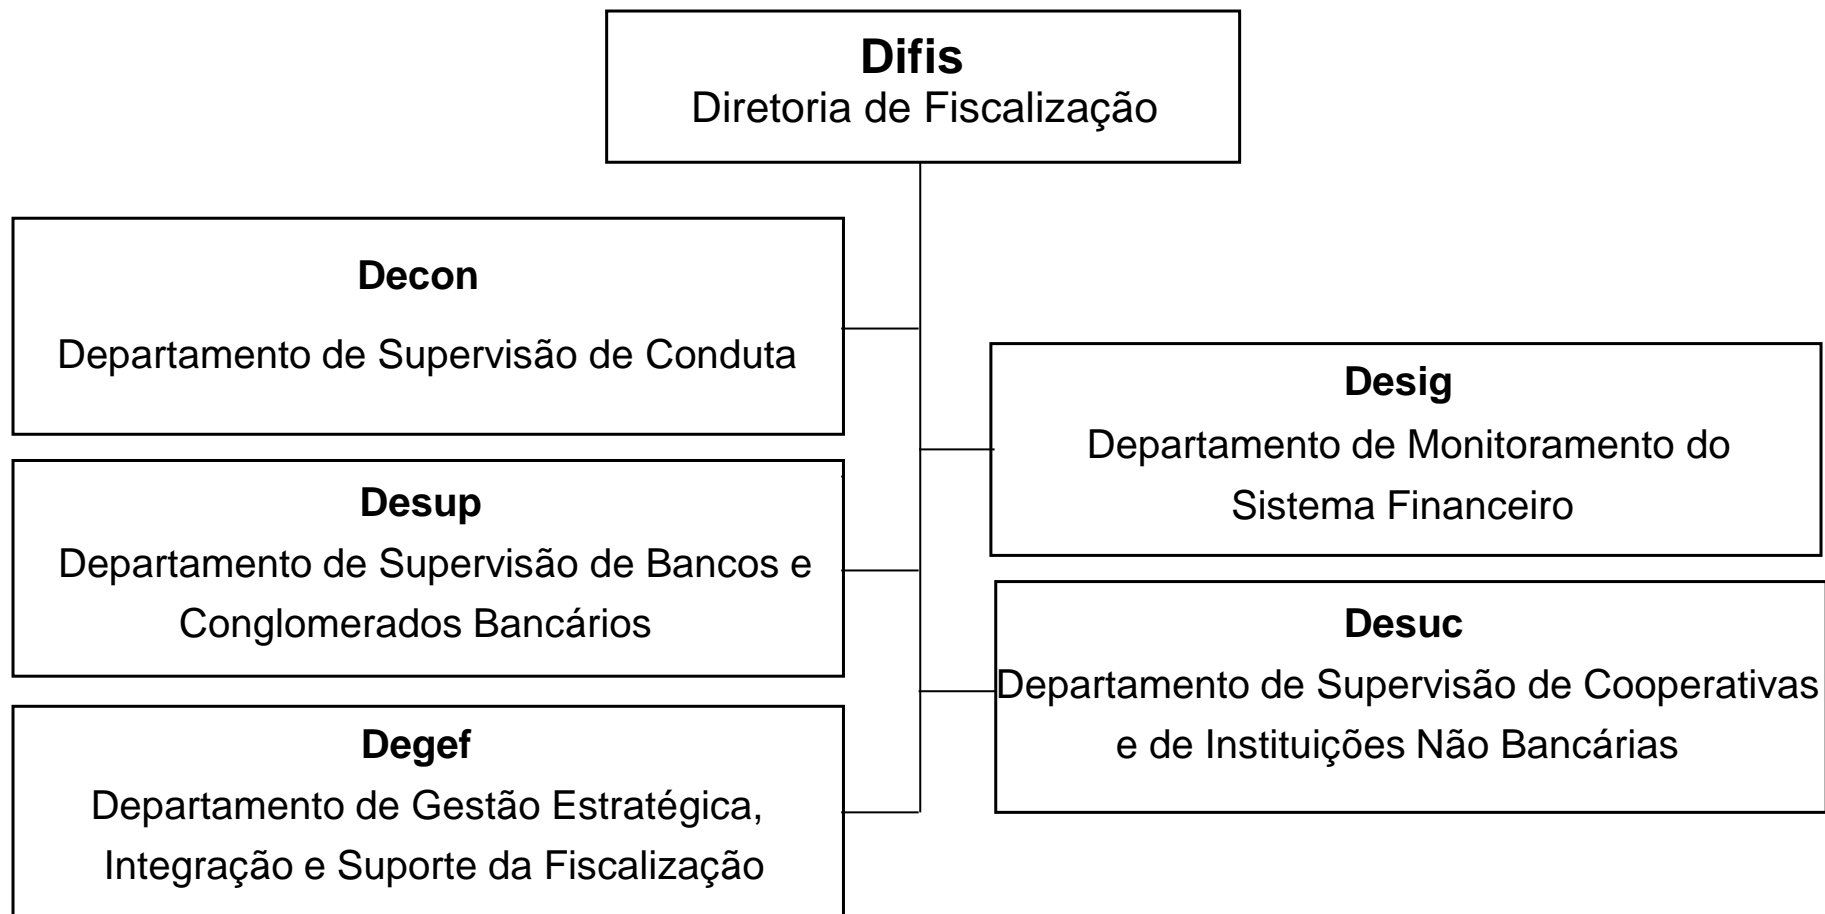 Difis
Diretoria de Fiscalização
Decon
Departamento de Supervisão de Conduta
Desig
Departamento de Monitoramento do
Sistema Financeiro
Desup
Departamento de Supervisão de Bancos e
Conglomerados Bancários
Desuc
Departamento de Supervisão de Cooperativas
e de Instituições Não Bancárias
Degef
Departamento de Gestão Estratégica,
Integração e Suporte da Fiscalização